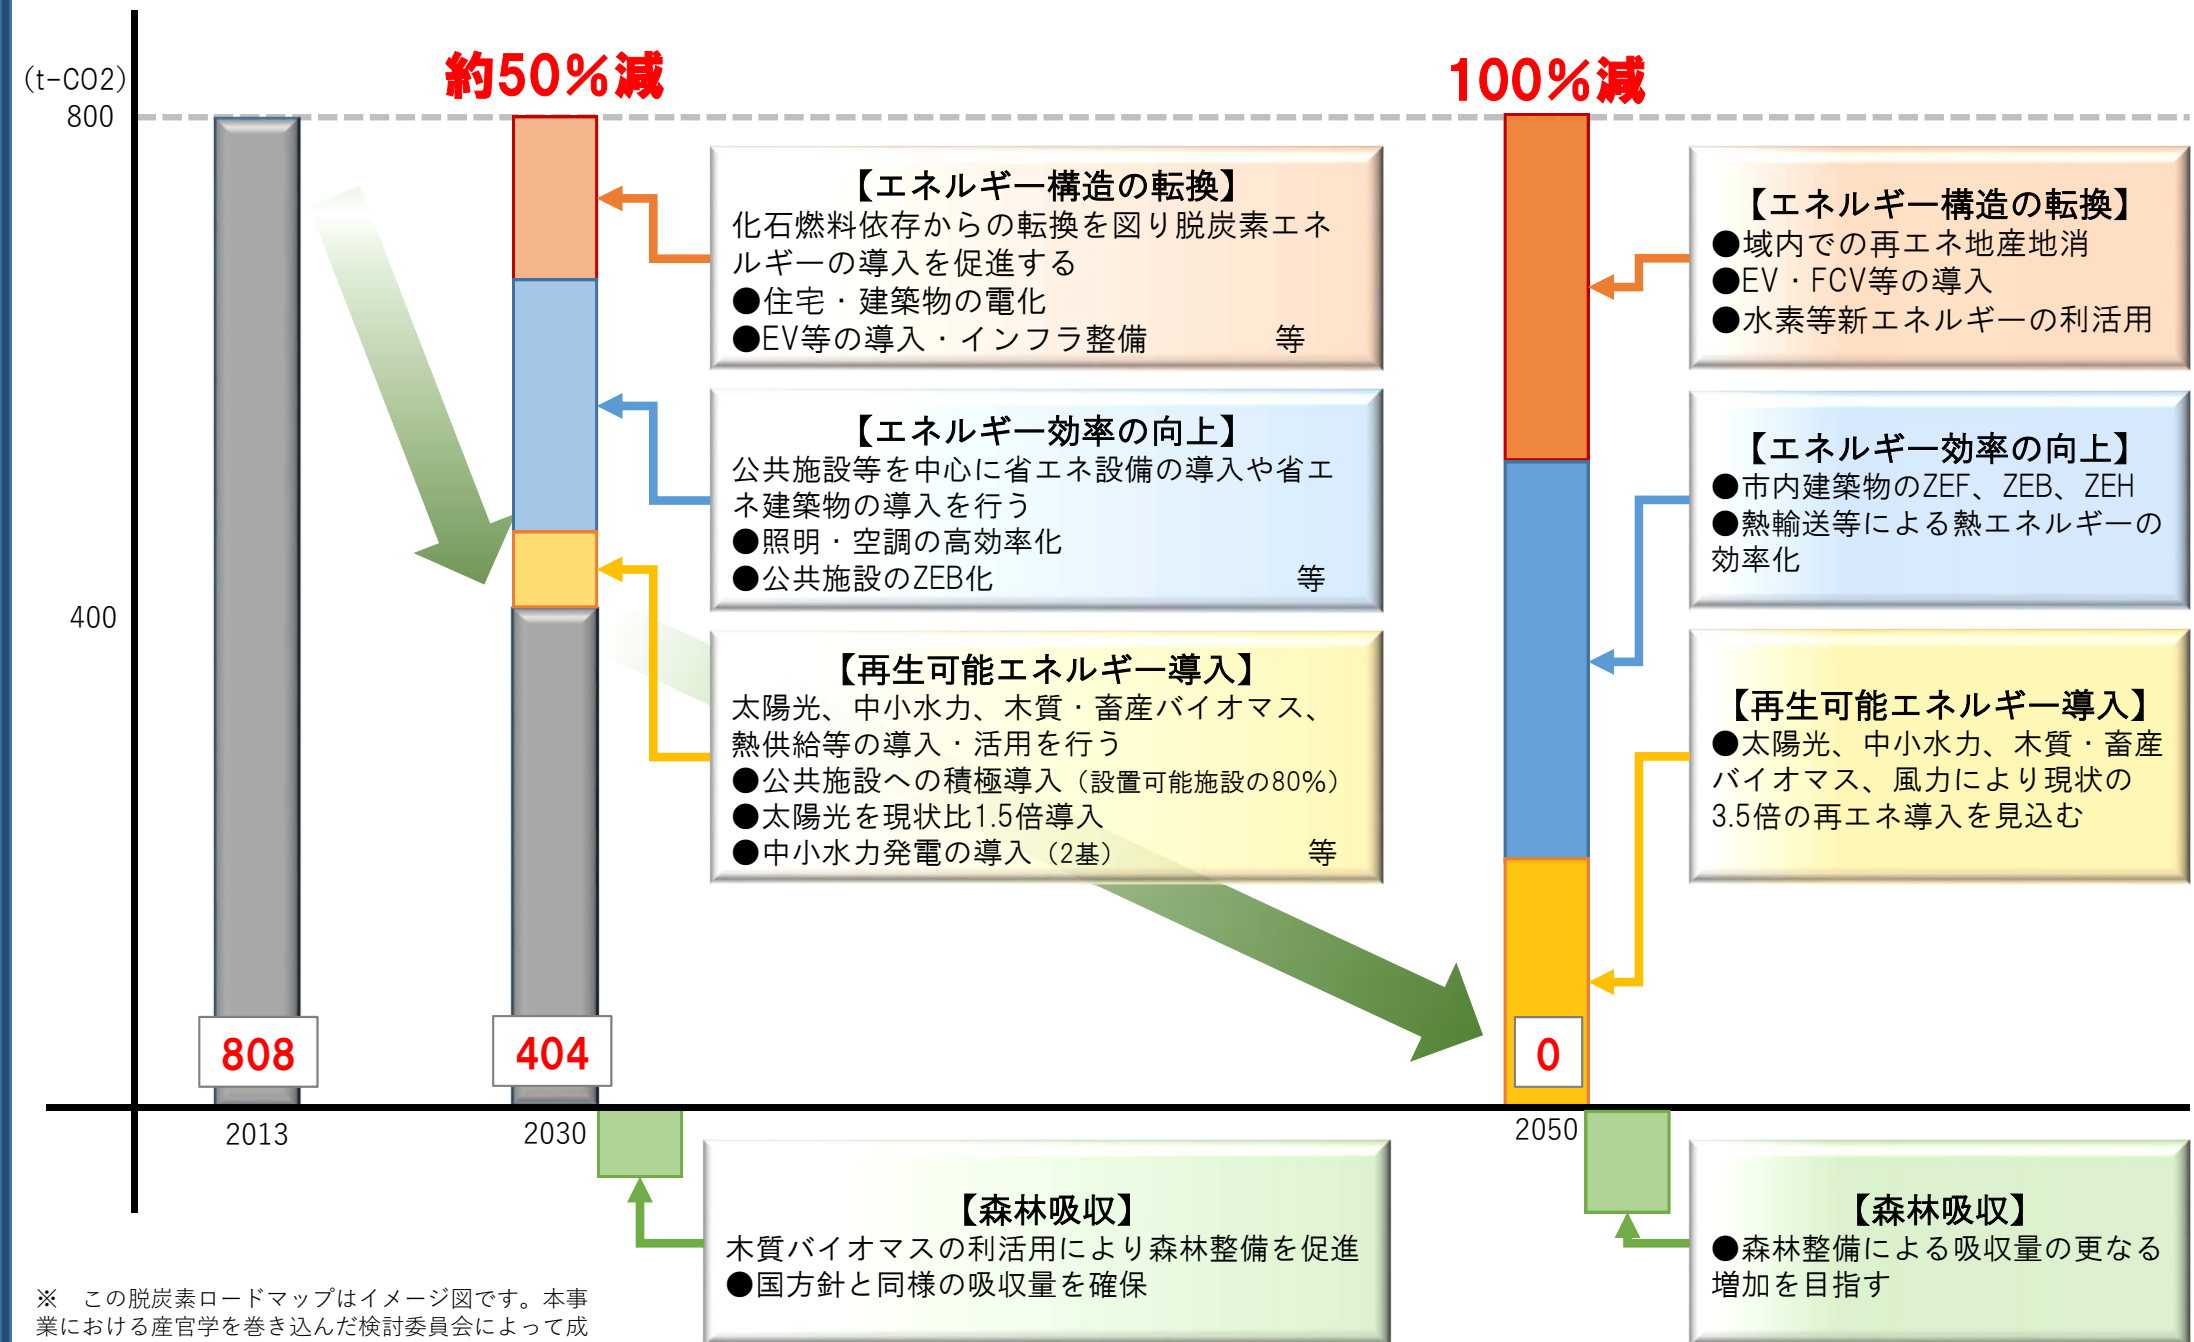 (t-CO2)
800
400
約50%減
100%減
【エネルギー構造の転換】
化石燃料依存からの転換を図り脱炭素エネ
ルギーの導入を促進する
●住宅・建築物の電化
●EV等の導入・インフラ整備　　　　等
【エネルギー効率の向上】
公共施設等を中心に省エネ設備の導入や省エ
ネ建築物の導入を行う
●照明・空調の高効率化
●公共施設のZEB化　　　　　　　　　　等
【再生可能エネルギー導入】
太陽光、中小水力、木質・畜産バイオマス、
熱供給等の導入・活用を行う
●公共施設への積極導入（設置可能施設の80%）
●太陽光を現状比1.5倍導入
●中小水力発電の導入（2基）　　　　　　等
【エネルギー構造の転換】
●域内での再エネ地産地消
●EV・FCV等の導入
●水素等新エネルギーの利活用
【エネルギー効率の向上】
●市内建築物のZEF、ZEB、ZEH
●熱輸送等による熱エネルギーの
効率化
【再生可能エネルギー導入】
●太陽光、中小水力、木質・畜産
バイオマス、風力により現状の
3.5倍の再エネ導入を見込む
808
404
0
2013
2030
2050
【森林吸収】
木質バイオマスの利活用により森林整備を促進
●国方針と同様の吸収量を確保
【森林吸収】
●森林整備による吸収量の更なる
増加を目指す
※　この脱炭素ロードマップはイメージ図です。本事
業における産官学を巻き込んだ検討委員会によって成